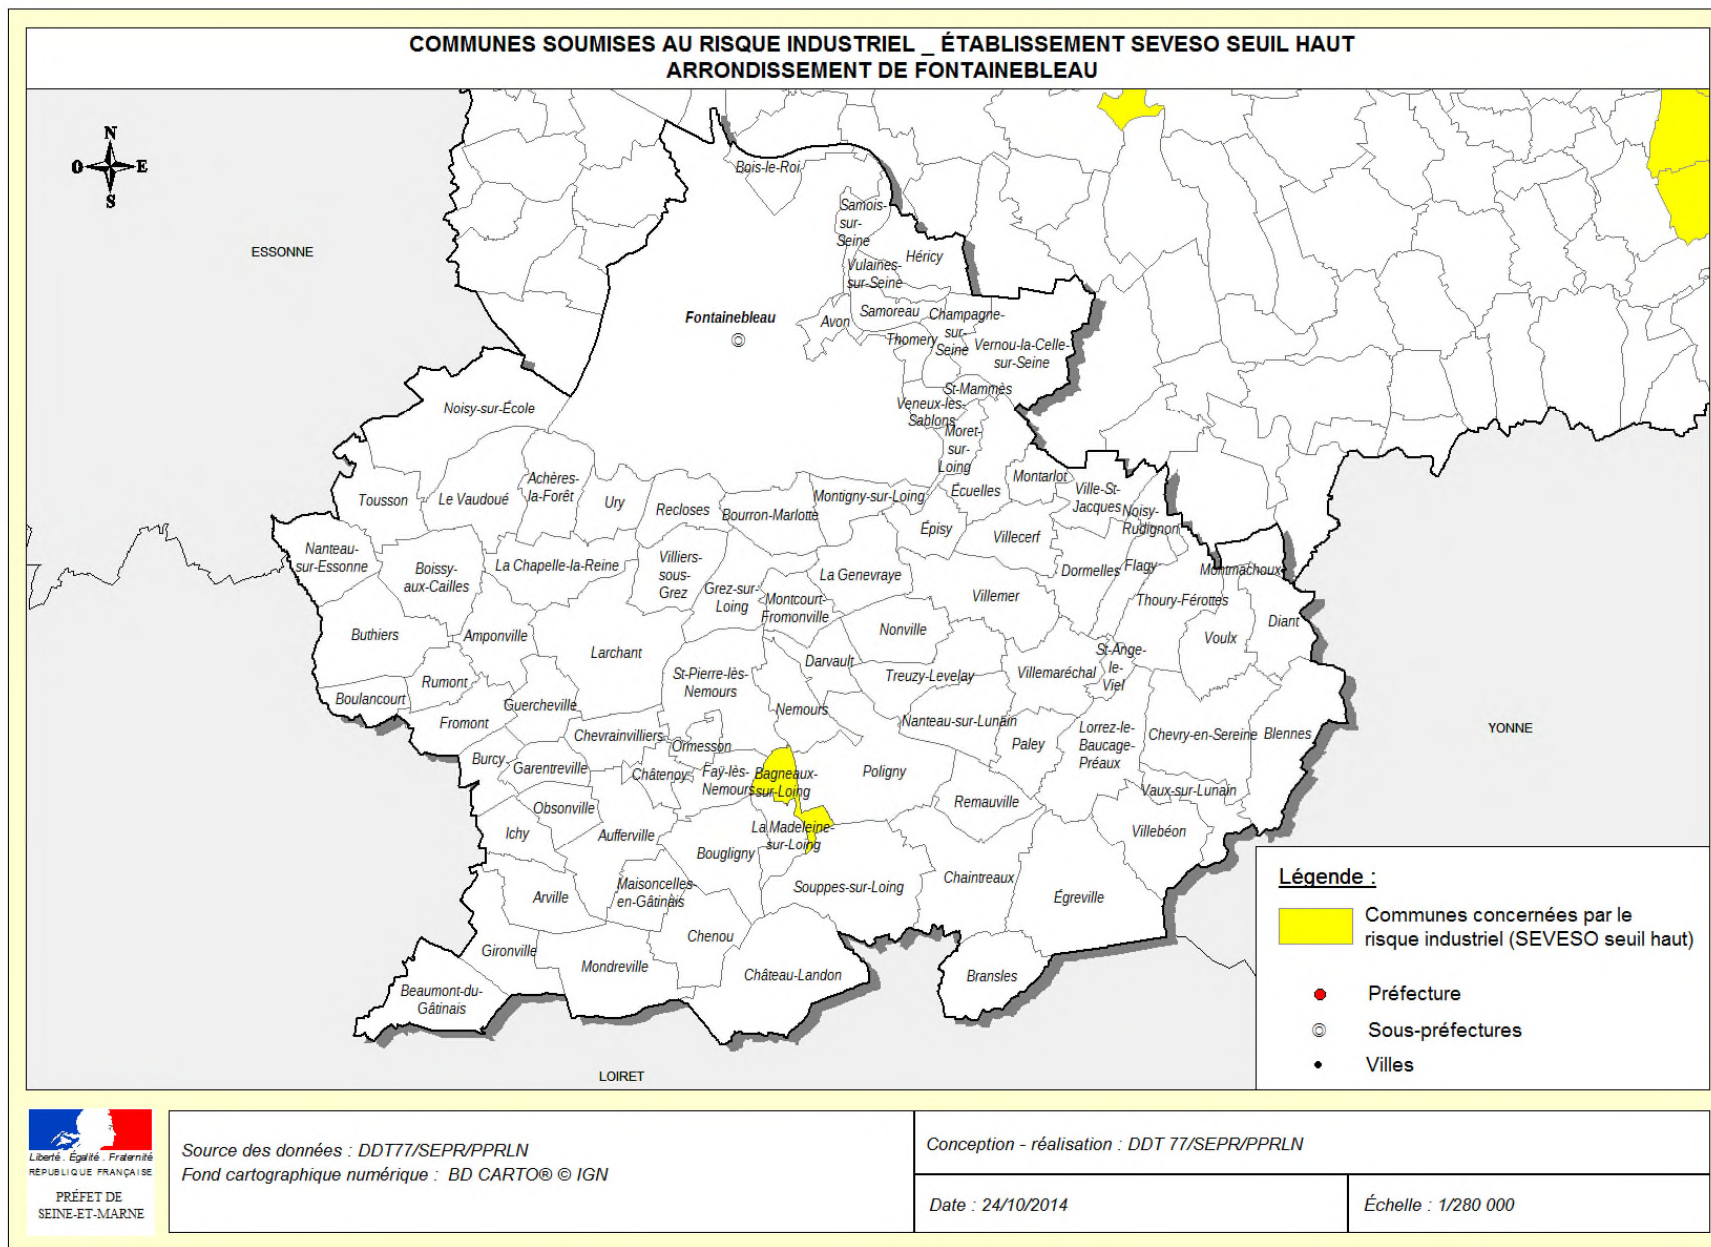 COMMUNES SOUMISES AU RISQUE INDUSTRIEL _ ÉTABLISSEMENT SEVESO SEUIL HAUT
ARRONDISSEMENT DE FONTAINEBLEAU
N
O
E
S
ESSONNE
Bois-le-Roi
Samois-
sur-
Seine
Héricy
Vulaines-
sur-Seine
Fontainebleau
Avon
Samoreau
Champagne-
sur-
Seine
Thomery
Vernou-la-Celle-
sur-Seine
St-Mammès
Veneux-les-
Sablons
Moret-
sur-
Loing
Noisy-sur-École
Tousson
Le Vaudoué
Achères-
la-Forêt
Ury
Recloses
Bourron-Marlotte
Montigny-sur-Loing
Écuelles
Montarlot
Ville-St-
Jacques
Noisy-
Rudignon
Épisy
Villecerf
Nanteau-
sur-Essonne
Boissy-
aux-Cailles
La Chapelle-la-Reine
Villiers-
sous-
Grez
Grez-sur-
Loing
Montcourt-
Fromonville
La Genevraye
Villemer
Dormelles
Flagy
Montmachoux
Thoury-Férottes
Diant
Voulx
Buthiers
Amponville
Larchant
Nonville
Darvault
St-Ange-
le-
Viel
Villemaréchal
Treuzy-Levelay
St-Pierre-lès-
Nemours
Rumont
Boulancourt
Guercheville
Fromont
Nemours
Nanteau-sur-Lunain
Paley
Lorrez-le-
Baucage-
Préaux
Chevry-en-Sereine
Blennes
YONNE
Chevrainvilliers
Ormesson
Burcy
Garentreville
Châtenoy
Faÿ-lès-
Nemours
Bagneaux-
sur-Loing
Poligny
Remauville
Vaux-sur-Lunain
Villebéon
Obsonville
Ichy
Aufferville
La Madeleine-
sur-Loing
Bougligny
Souppes-sur-Loing
Chaintreaux
Égreville
Arville
Maisoncelles-
en-Gâtinais
Chenou
Gironville
Mondreville
Château-Landon
Bransles
Beaumont-du-
Gâtinais
LOIRET
Légende :
Communes concernées par le
risque industriel (SEVESO seuil haut)
Préfecture
Sous-préfectures
Villes
Liberté . Égalité . Fraternité
RÉPUBLIQUE FRANÇAISE
PRÉFET DE
SEINE-ET-MARNE
Source des données : DDT77/SEPR/PPRLN
Fond cartographique numérique : BD CARTO® © IGN
Conception - réalisation : DDT 77/SEPR/PPRLN
Date : 24/10/2014
Échelle : 1/280 000